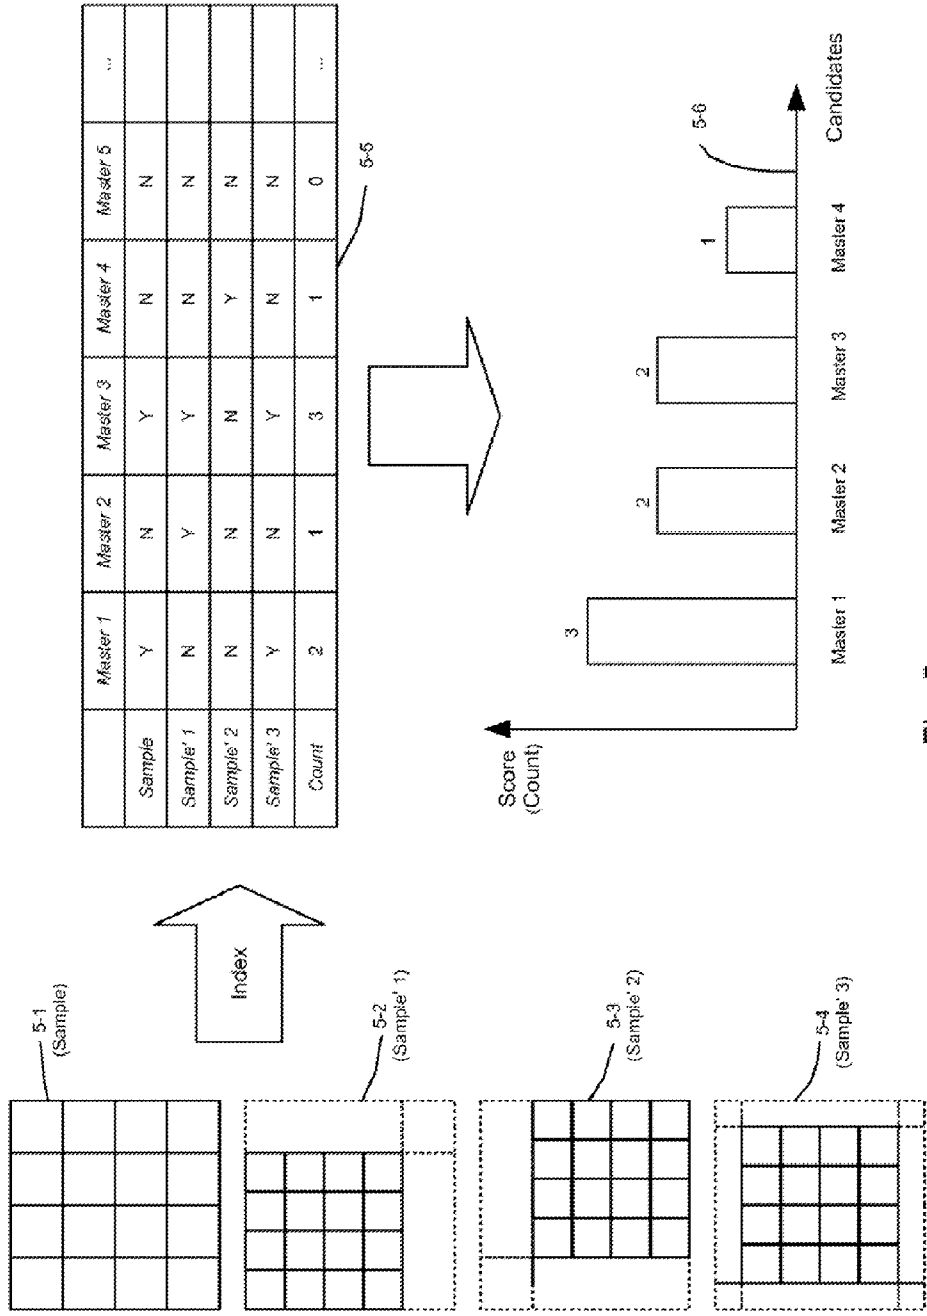 5-1
(Sample)
5-2
(Sample' 1)
5-3
(Sample' 2)
5-4
(Sample' 3)
Index
Master 1 Master 2 Master 3 Master 4 Master 5 ...
Sample Y N Y N N
Sample' 1 N Y Y N N
Sample' 2 N N N Y N
Sample' 3 Y N Y N N
Count 2 1 3 1 0 ...
5-5
Score
(Count)
3
2
2
1
5-6
Master 1 Master 2 Master 3 Master 4
Candidates